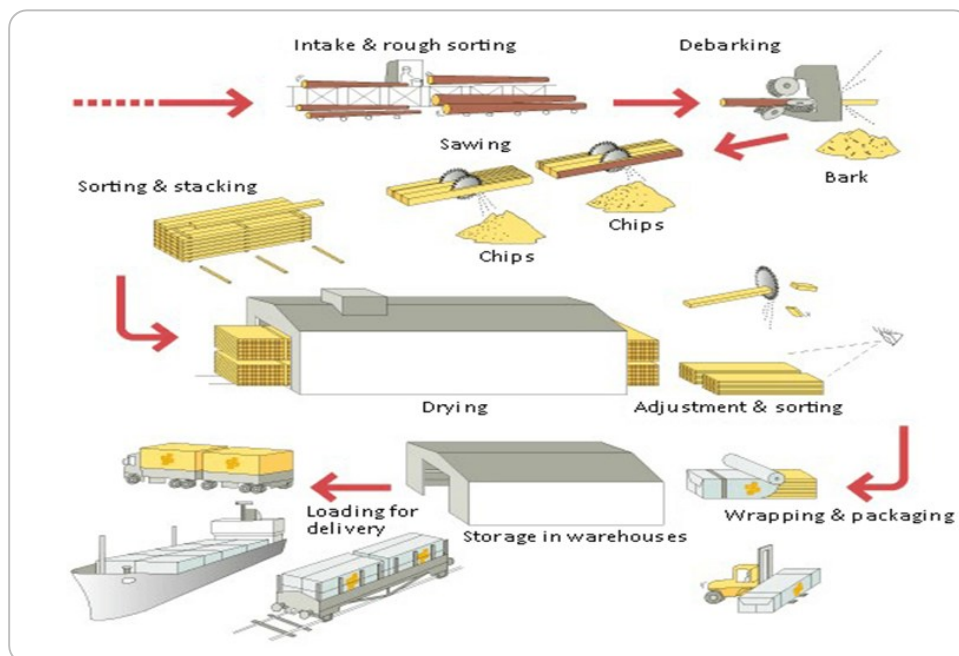 Intake & rough sorting
Debarking
Sawing
Bark
Sorting & stacking
Chips
Chips
Drying
Adjustment & sorting
Loading for
delivery
Storage in warehouses
Wrapping & packaging